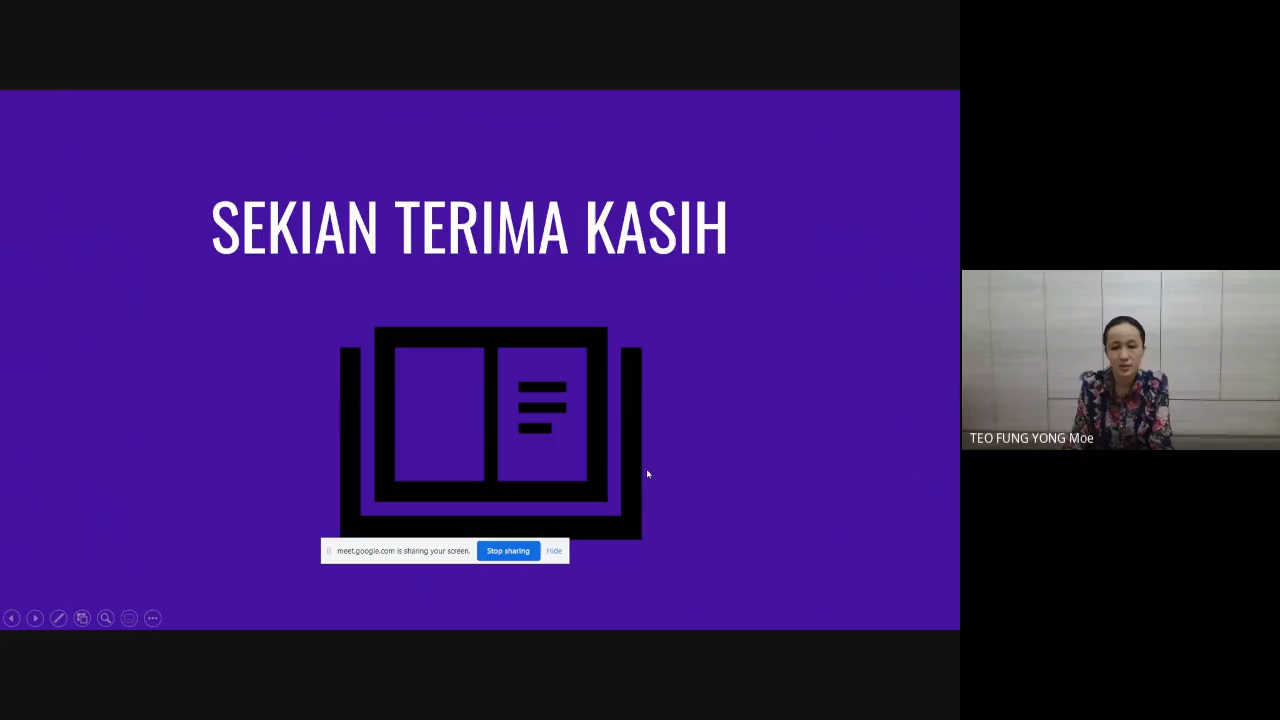 SEKIAN TERIMA KASIH
meet.google.com is sharing your screen. Stop sharing Hide
TEO FUNG YONG Moe